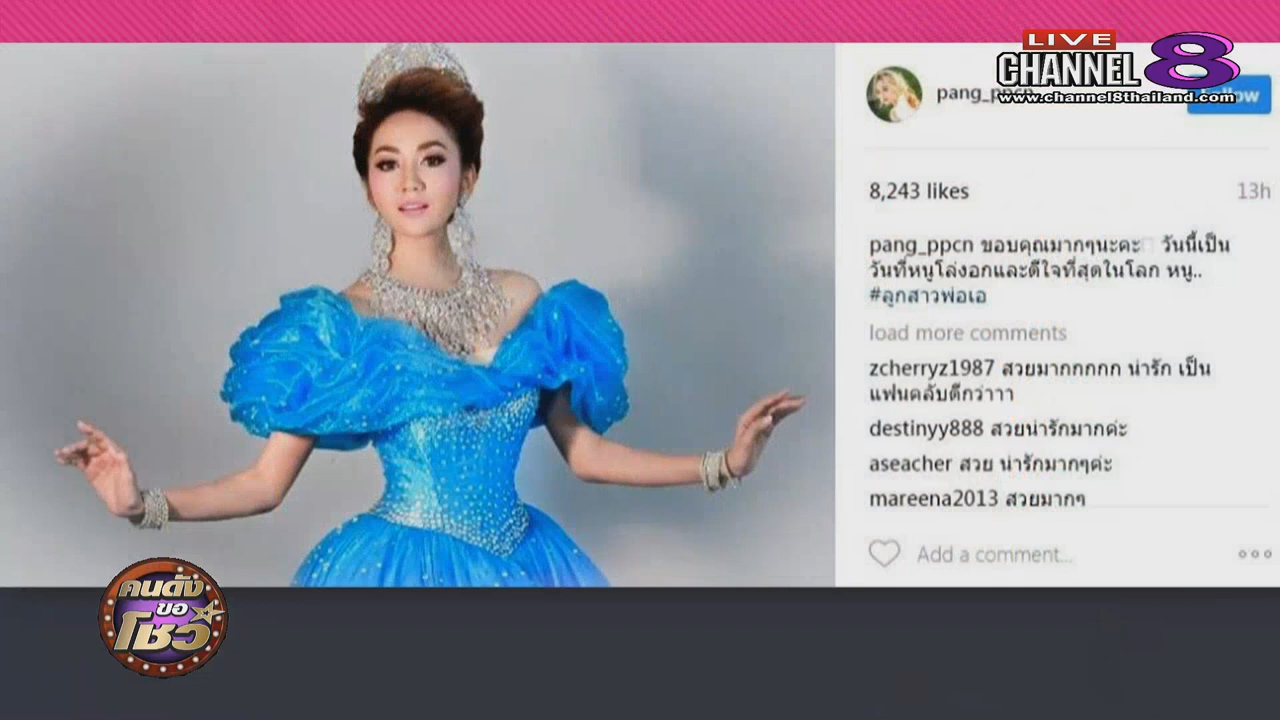 LIVE
CHANNEL 8
www.channel8thailand.com
pang_ppcn
8,243 likes
13h
pang_ppcn ขอบคุณมากๆนะคะ วันนี้เป็น
วันที่หนูโล่งอกและดีใจที่สุดในโลก หนู..
#ลูกสาวพ่อเอ
load more comments
zcherryz1987 สวยมากกกกก น่ารัก เป็น
แฟนคลับดีกว่าาา
destinyy888 สวยน่ารักมากค่ะ
aseacher สวย น่ารักมากๆค่ะ
mareena2013 สวยมากๆ
Add a comment...
คนดัง
ขอ
โชว์